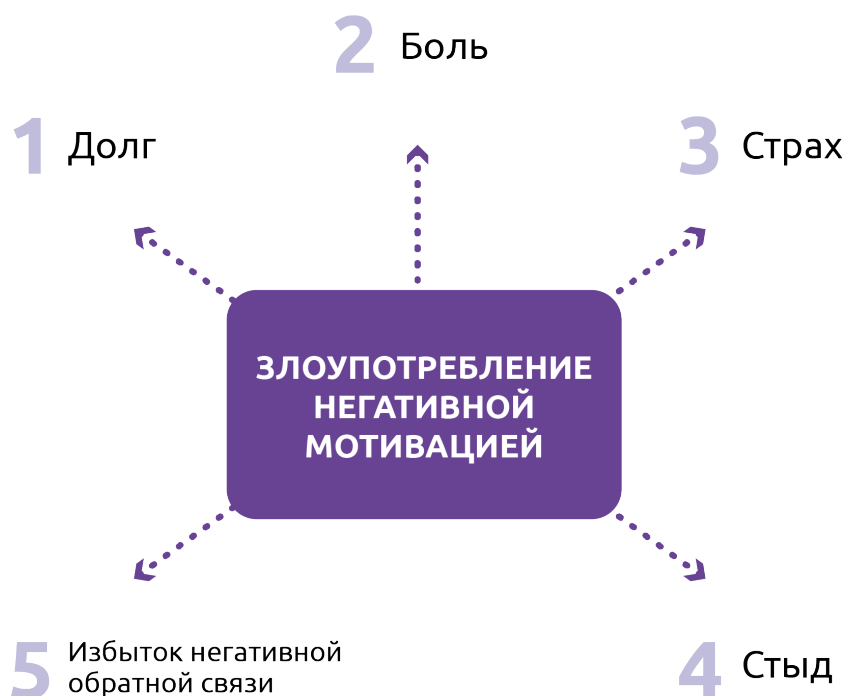 1 Долг
2 Боль
3 Страх
ЗЛОУПОТРЕБЛЕНИЕ
НЕГАТИВНОЙ
МОТИВАЦИЕЙ
4 Стыд
5 Избыток негативной
обратной связи